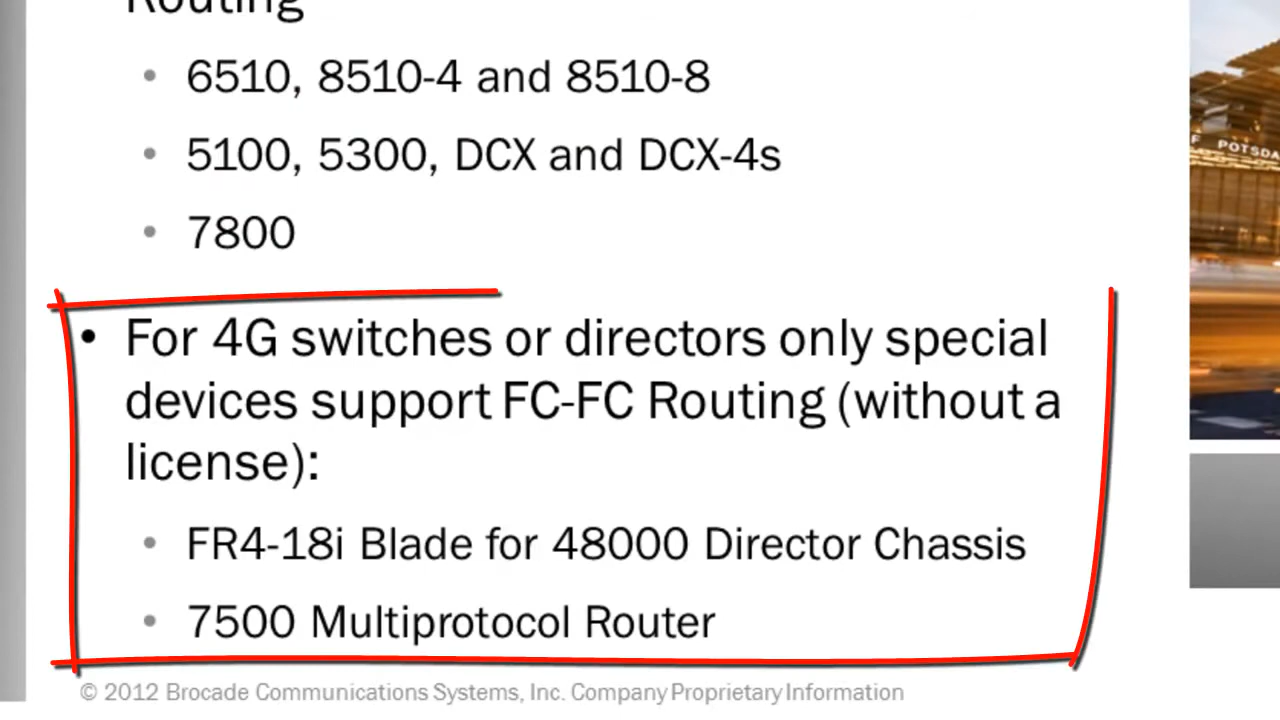 Routing
• 6510, 8510-4 and 8510-8
• 5100, 5300, DCX and DCX-4s
• 7800
• For 4G switches or directors only special
devices support FC-FC Routing (without a
license):
• FR4-18i Blade for 48000 Director Chassis
• 7500 Multiprotocol Router
© 2012 Brocade Communications Systems, Inc. Company Proprietary Information
F POTSDA